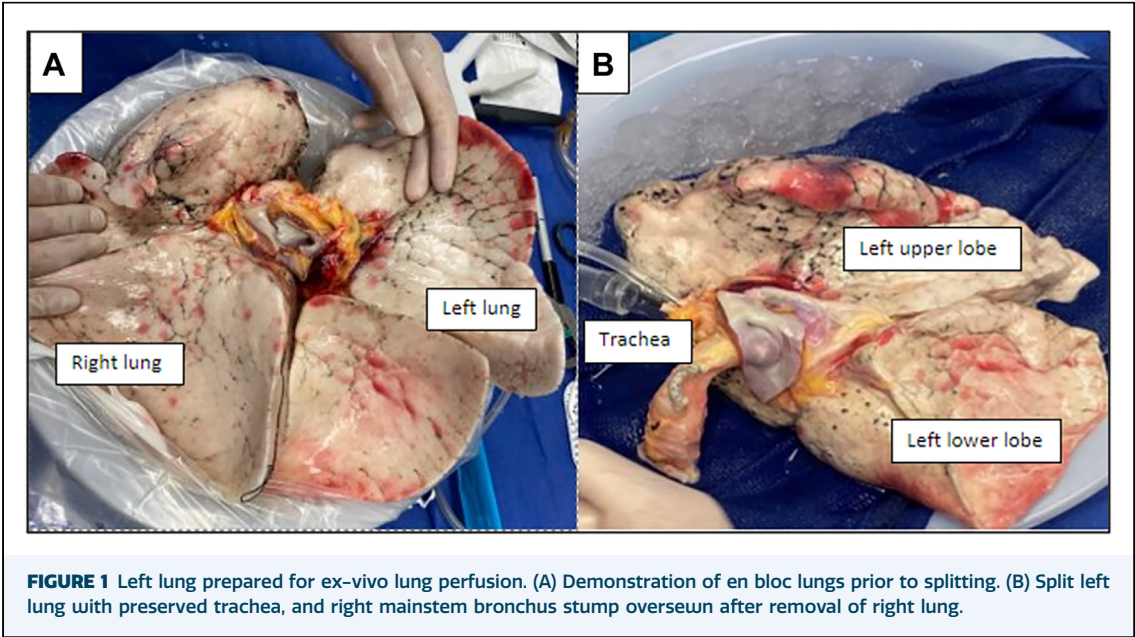 A
B
Left upper lobe
Left lung
Trachea
Right lung
Left lower lobe
FIGURE 1 Left lung prepared for ex-vivo lung perfusion. (A) Demonstration of en bloc lungs prior to splitting. (B) Split left
lung with preserved trachea, and right mainstem bronchus stump oversewn after removal of right lung.